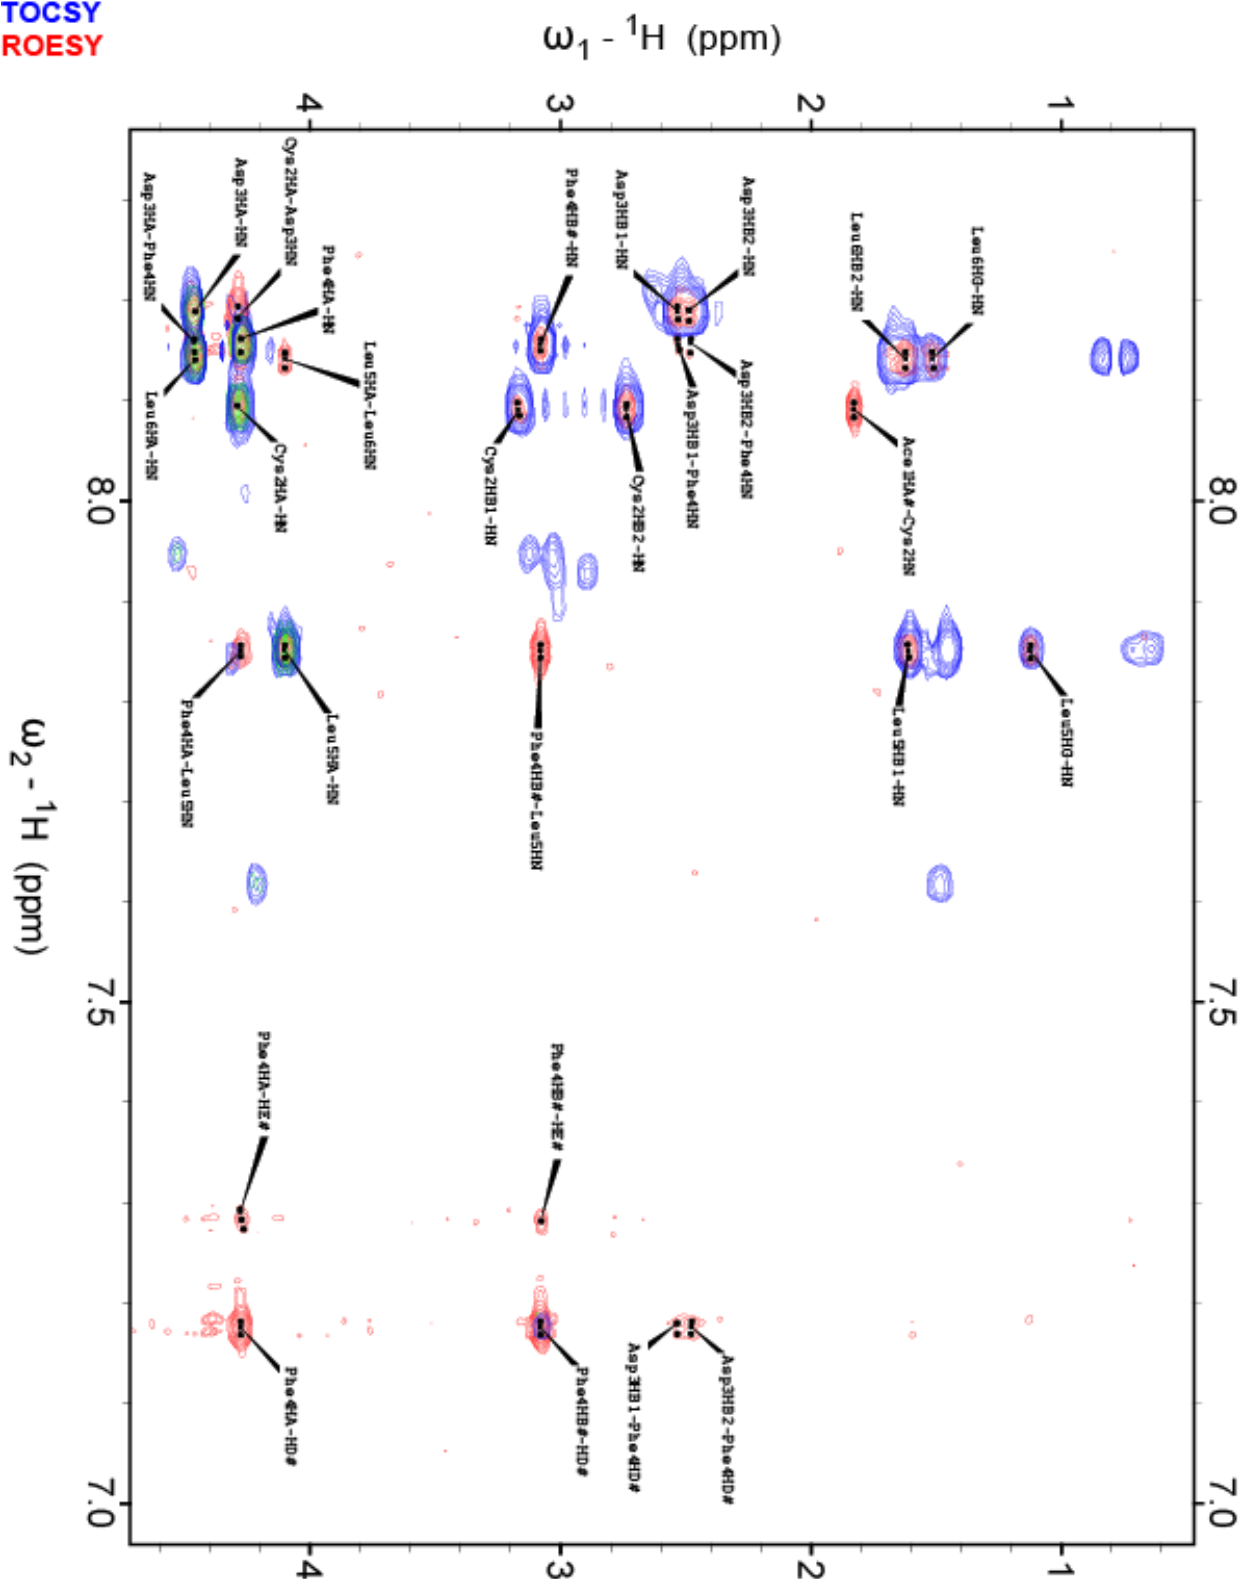 TOCSY
ROESY
ω1 - 1H (ppm)
4
3
2
1
Cys2HA-Asp3HN
Asp3HA-HN
Asp3HA-Phe4HN
Phe4HB#-HN
Asp3HB1-HN
Asp3HB2-HN
Leu6HB2-HN
Leu6HG-HN
Phe4HA-HN
Leu5HA-Leu6HN
Asp3HB2-Phe4HN
Asp3HB1-Phe4HN
Leu6HA-HN
Cys2HA-HN
Cys2HB1-HN
Cys2HB2-HN
Ace1HA#-Cys2HN
8.0
8.0
Phe4HA-Leu5HN
Leu5HA-HN
Phe4HB#-Leu5HN
Leu5HB1-HN
Leu5HG-HN
ω2 - 1H (ppm)
7.5
7.5
Phe4HA-HE#
Phe4HB#-HE#
Phe4HA-HD#
Phe4HB#-HD#
Asp3HB1-Phe4HD#
Asp3HB2-Phe4HD#
7.0
7.0
4
3
2
1